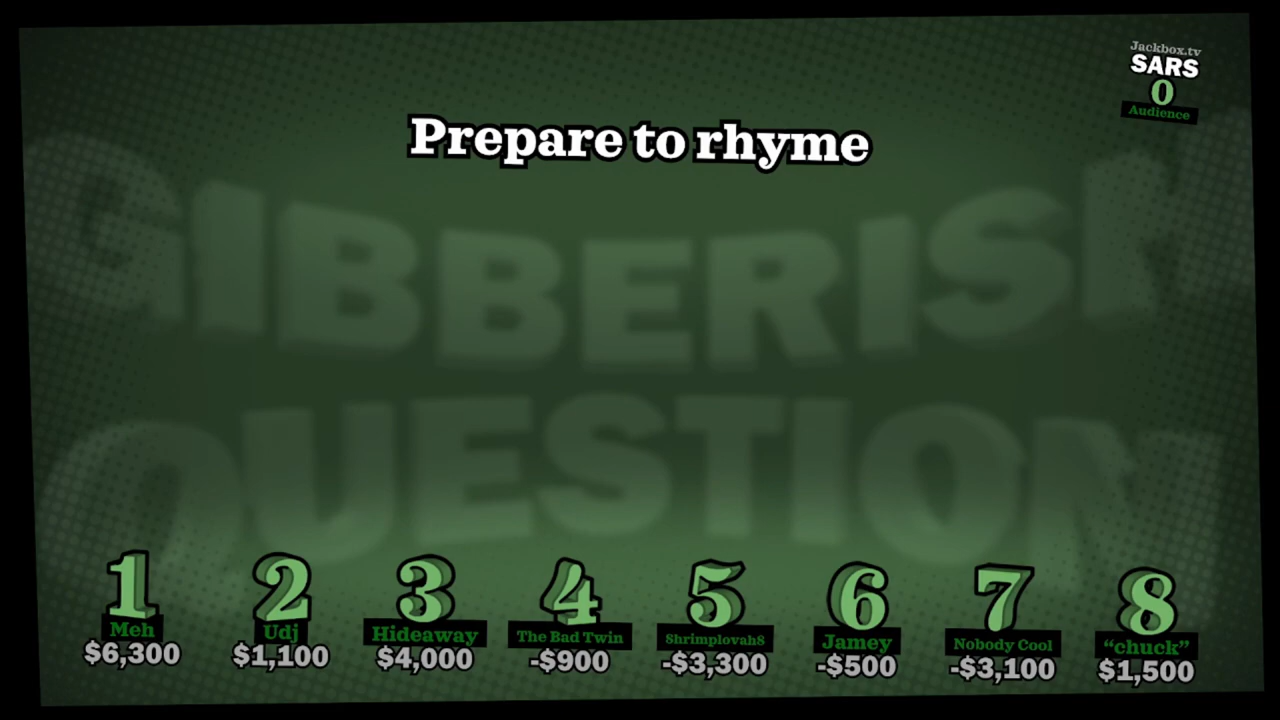 Jackbox.tv
SARS
0
Audience
Prepare to rhyme
GIBBERISH
QUESTION
1 2 3 4 5 6 7 8
Meh Udj Hideaway The Bad Twin Shrimplovah8 Jamey Nobody Cool “chuck”
$6,300 $1,100 $4,000 -$900 -$3,300 -$500 -$3,100 $1,500